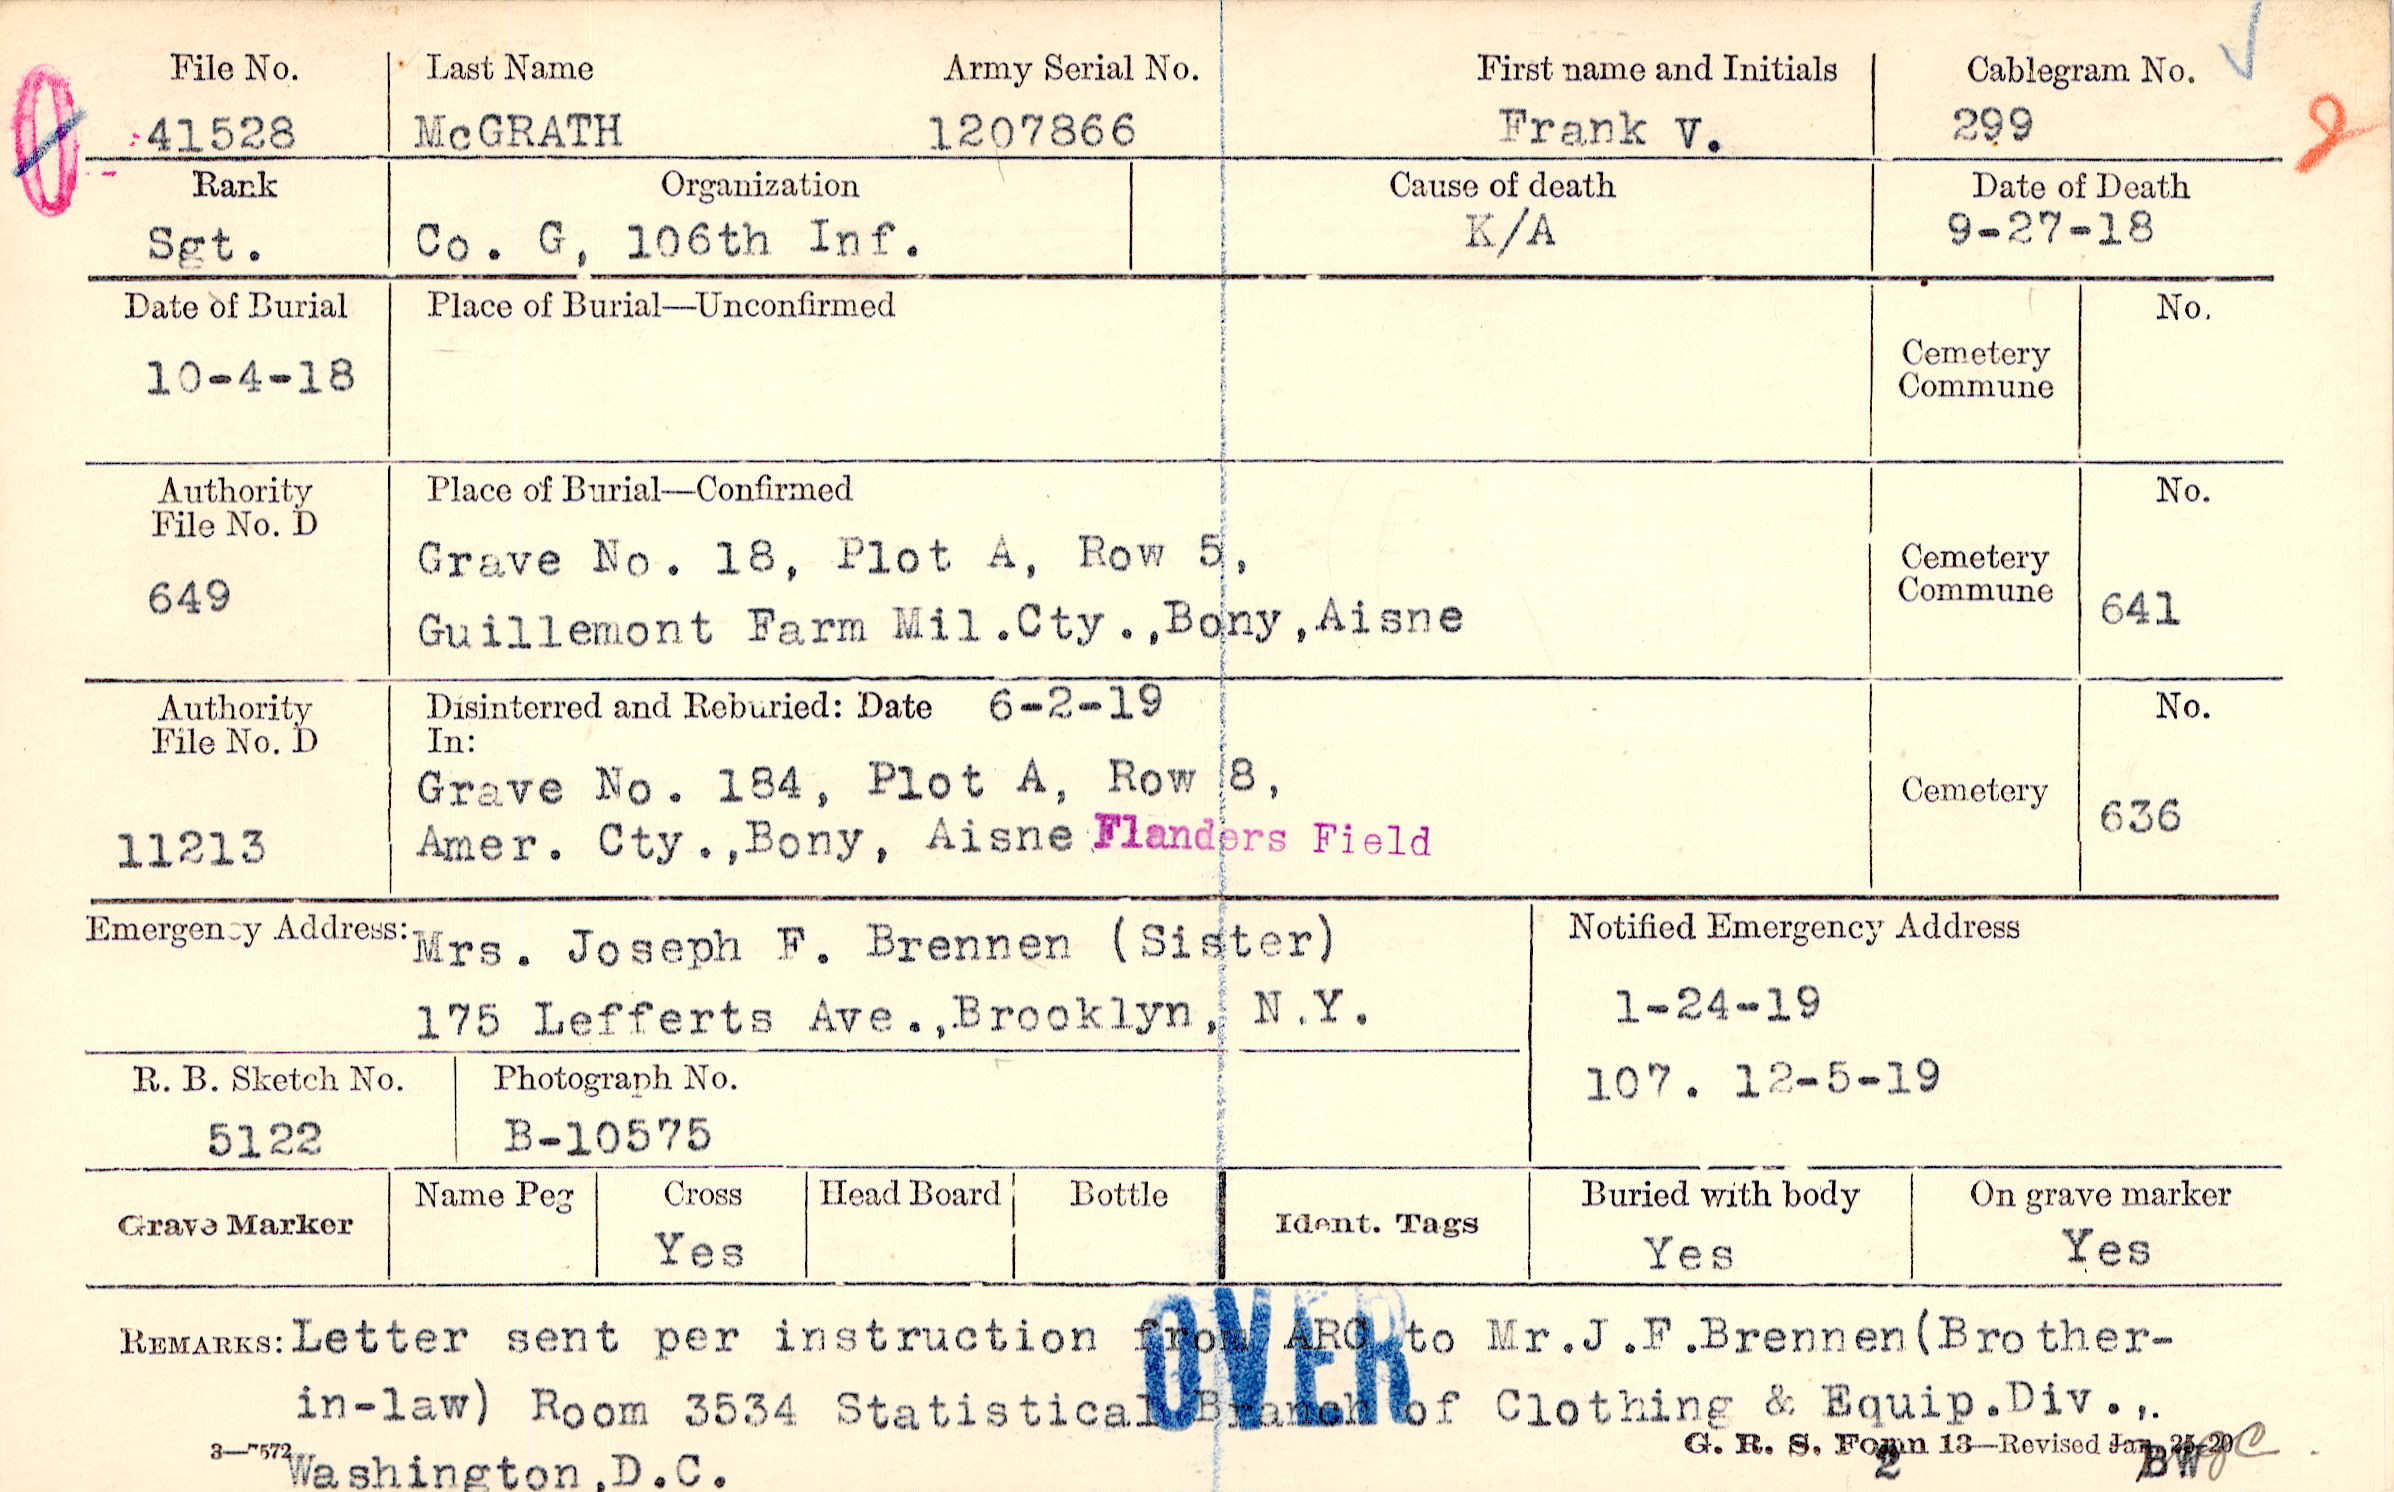 File No. Last Name Army Serial No. First name and Initials Cablegram No.
41528 McGRATH 1207866 Frank V. 299
Rank Organization Cause of death Date of Death
Sgt. Co. G, 106th Inf. K/A 9-27-18
Date of Burial Place of Burial—Unconfirmed No.
10-4-18 Cemetery
Commune
Authority Place of Burial—Confirmed No.
File No. D
Grave No. 18, Plot A, Row 5, Cemetery
649 Commune 641
Guillemont Farm Mil.Cty.,Bony,Aisne
Authority Disinterred and Reburied: Date 6-2-19 No.
File No. D In:
Grave No. 184, Plot A, Row 8, Cemetery 636
11213 Amer. Cty.,Bony, Aisne Flanders Field
Emergency Address: Mrs. Joseph F. Brennen (Sister) Notified Emergency Address
175 Lefferts Ave.,Brooklyn, N.Y. 1-24-19
R. B. Sketch No. Photograph No. 107. 12-5-19
5122 B-10575
Grave Marker Name Peg Cross Head Board Bottle Ident. Tags Buried with body On grave marker
Yes Yes Yes
OVER
REMARKS: Letter sent per instruction from ARC to Mr.J.F.Brennen(Brother-
in-law) Room 3534 Statistical Branch of Clothing & Equip.Div.,.
G. R. S. Form 13—Revised Jan. 25-20
Washington,D.C. 2 BW